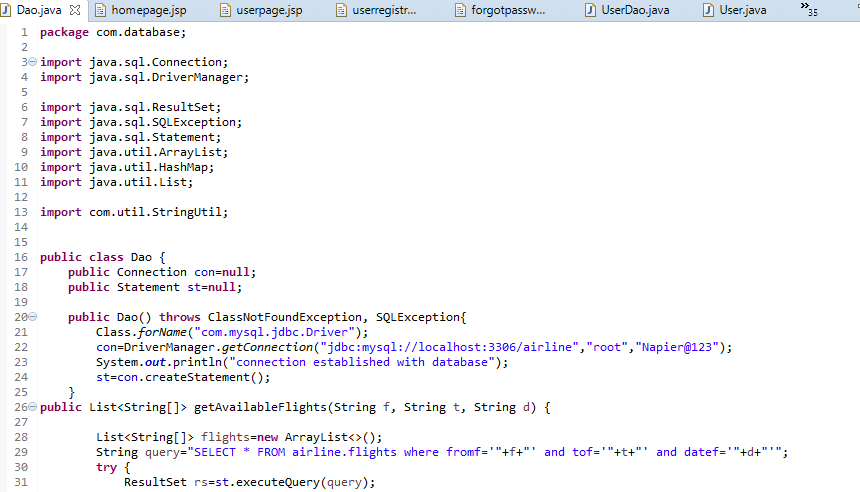 Dao.java homepage.jsp userpage.jsp userregistr... forgotpassw... UserDao.java User.java »35
1 package com.database;
2
3 import java.sql.Connection;
4 import java.sql.DriverManager;
5
6 import java.sql.ResultSet;
7 import java.sql.SQLException;
8 import java.sql.Statement;
9 import java.util.ArrayList;
10 import java.util.HashMap;
11 import java.util.List;
12
13 import com.util.StringUtil;
14
15
16 public class Dao {
17     public Connection con=null;
18     public Statement st=null;
19
20     public Dao() throws ClassNotFoundException, SQLException{
21         Class.forName("com.mysql.jdbc.Driver");
22         con=DriverManager.getConnection("jdbc:mysql://localhost:3306/airline","root","Napier@123");
23         System.out.println("connection established with database");
24         st=con.createStatement();
25     }
26 public List<String[]> getAvailableFlights(String f, String t, String d) {
27
28         List<String[]> flights=new ArrayList<>();
29         String query="SELECT * FROM airline.flights where fromf='"+f+"' and tof='"+t+"' and datef='"+d+"'";
30         try {
31             ResultSet rs=st.executeQuery(query);